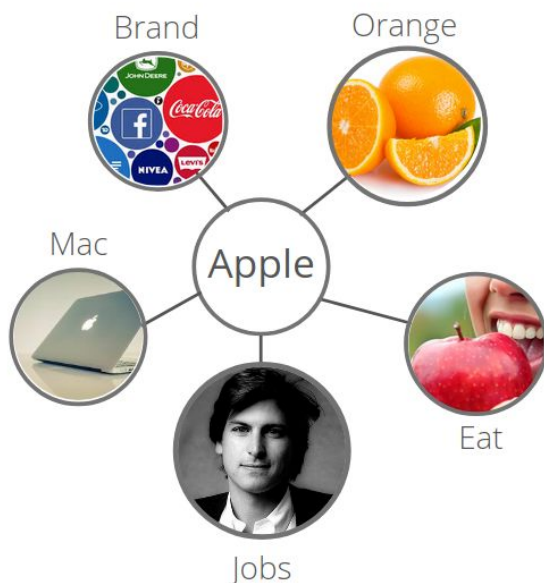 Brand
Orange
JOHN DEERE
Coca-Cola
NIVEA
LEVI'S
Mac
Apple
Eat
Jobs